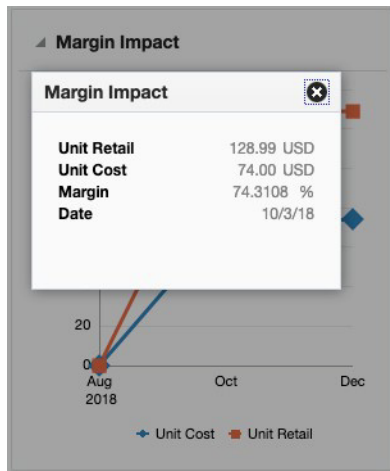 Margin Impact
Margin Impact
Unit Retail 128.99 USD
Unit Cost 74.00 USD
Margin 74.3108 %
Date 10/3/18
20
0
Aug Oct Dec
2018
Unit Cost Unit Retail